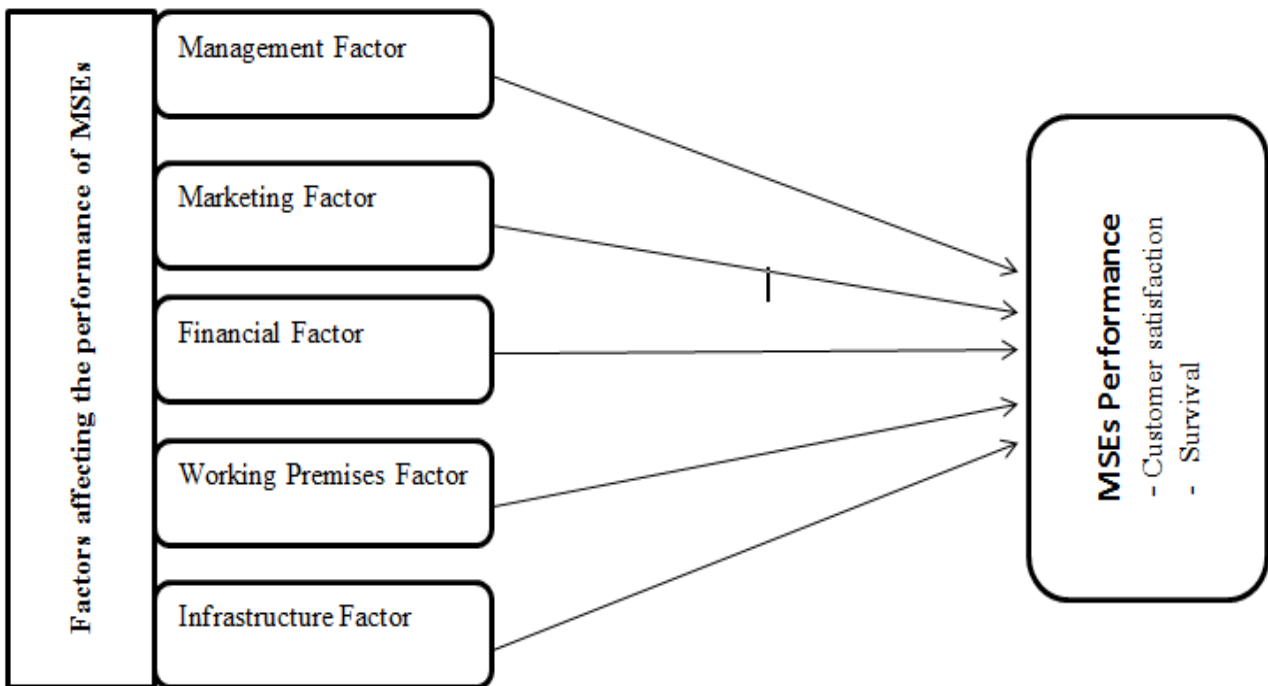 Factors affecting the performance of MSEs
Management Factor
Marketing Factor
Financial Factor
Working Premises Factor
Infrastructure Factor
MSEs Performance
- Customer satisfaction
- Survival